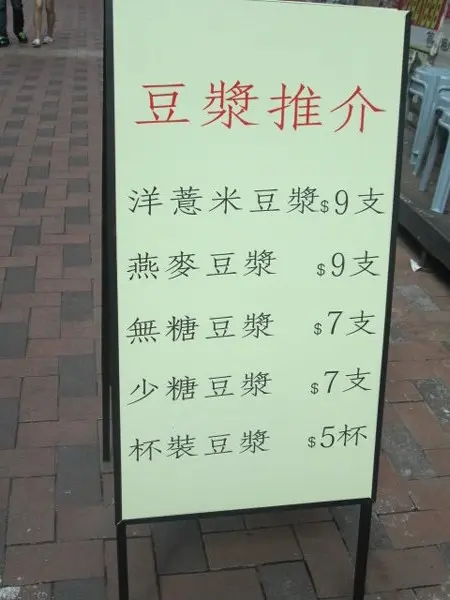 豆漿推介
洋薏米豆漿$9支
燕麥豆漿 $9支
無糖豆漿 $7支
少糖豆漿 $7支
杯裝豆漿 $5杯